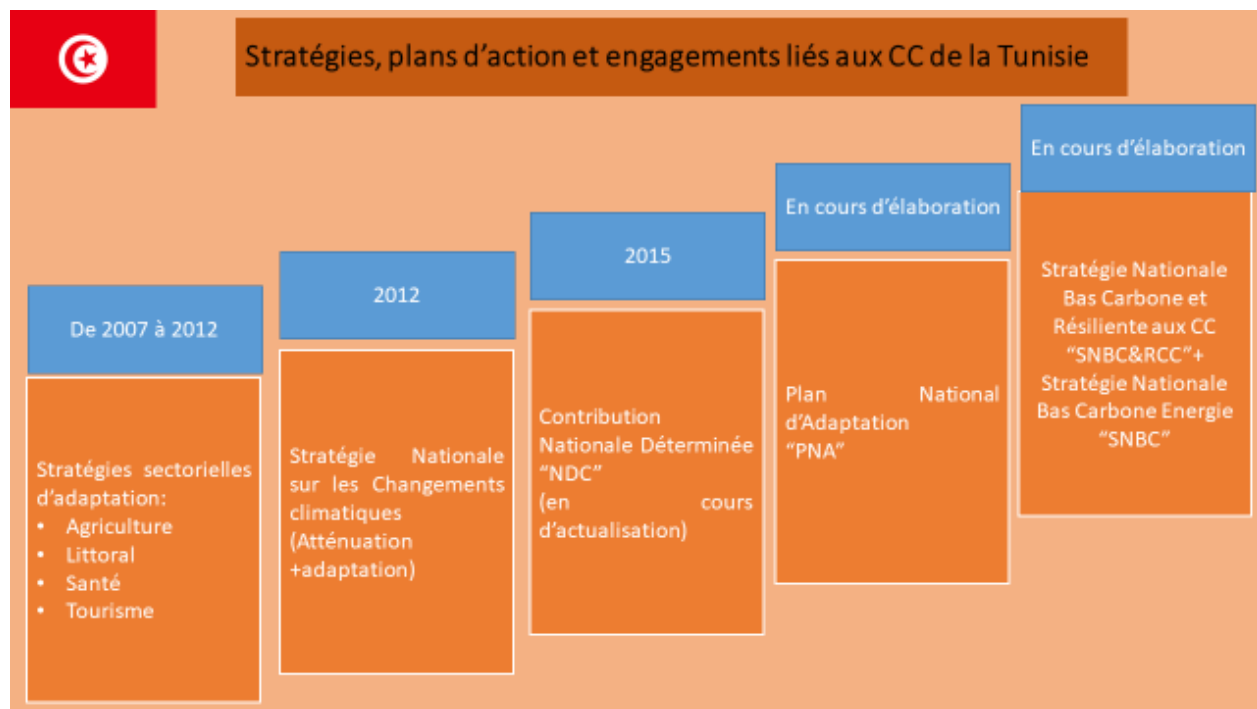 Stratégies, plans d’action et engagements liés aux CC de la Tunisie
De 2007 à 2012
Stratégies sectorielles
d’adaptation:
• Agriculture
• Littoral
• Santé
• Tourisme
2012
Stratégie Nationale
sur les Changements
climatiques
(Atténuation
+adaptation)
2015
Contribution
Nationale Déterminée
“NDC”
(en cours
d’actualisation)
En cours d’élaboration
Plan National
d’Adaptation
“PNA”
En cours d’élaboration
Stratégie Nationale
Bas Carbone et
Résiliente aux CC
“SNBC&RCC”+
Stratégie Nationale
Bas Carbone Energie
“SNBC”